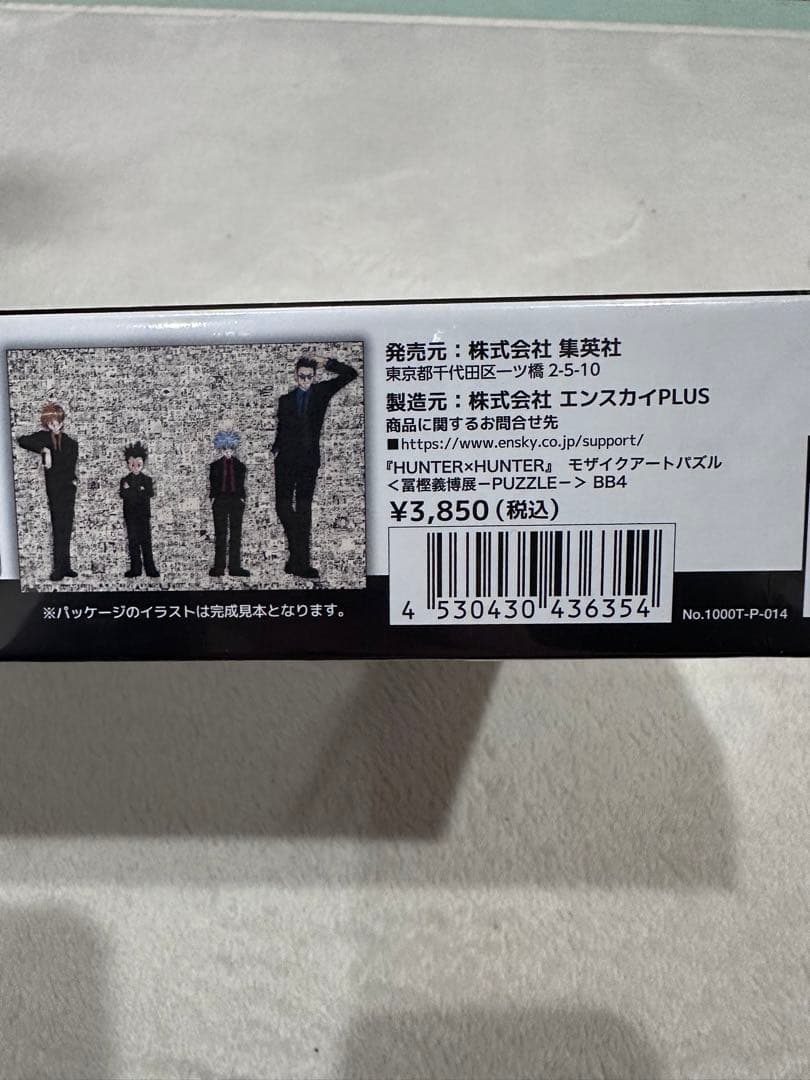 発売元：株式会社 集英社
東京都千代田区一ツ橋 2-5-10
製造元：株式会社 エンスカイPLUS
商品に関するお問合せ先
■https://www.ensky.co.jp/support/
『HUNTER×HUNTER』 モザイクアートパズル
＜冨樫義博展－PUZZLE－＞ BB4
¥3,850（税込）
4 530430 436354
No.1000T-P-014
※パッケージのイラストは完成見本となります。